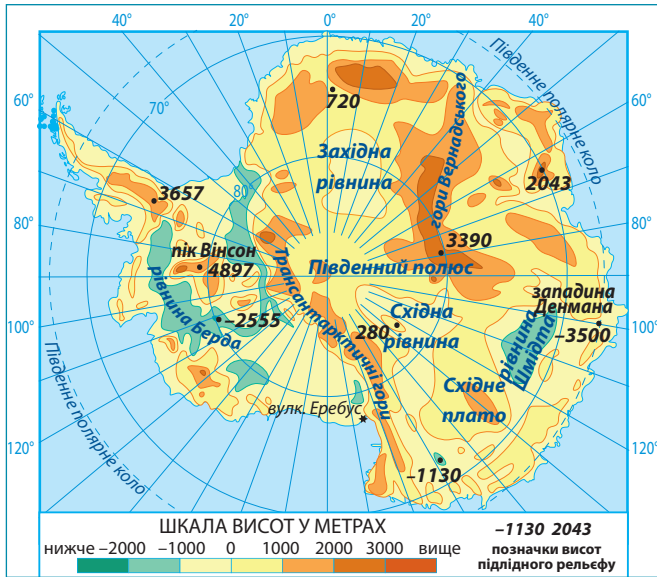 40° 20° 0° 20° 40°
Південне полярне коло
60°
70°
60°
720
Західна
рівнина
гори Вернадського
2043
80°
3657
80°
80°
3390
пік Вінсон
4897
Південний полюс
Трансантарктичні гори
рівнина Берда
–2555
Східна
рівнина
280
западина
Денмана
–3500
100°
100°
рівнина
Шмідта
Східне
плато
вулк. Еребус
Південне полярне коло
–1130
120°
120°
ШКАЛА ВИСОТ У МЕТРАХ
нижче –2000 –1000 0 1000 2000 3000 вище
–1130 2043
позначки висот
підлідного рельєфу